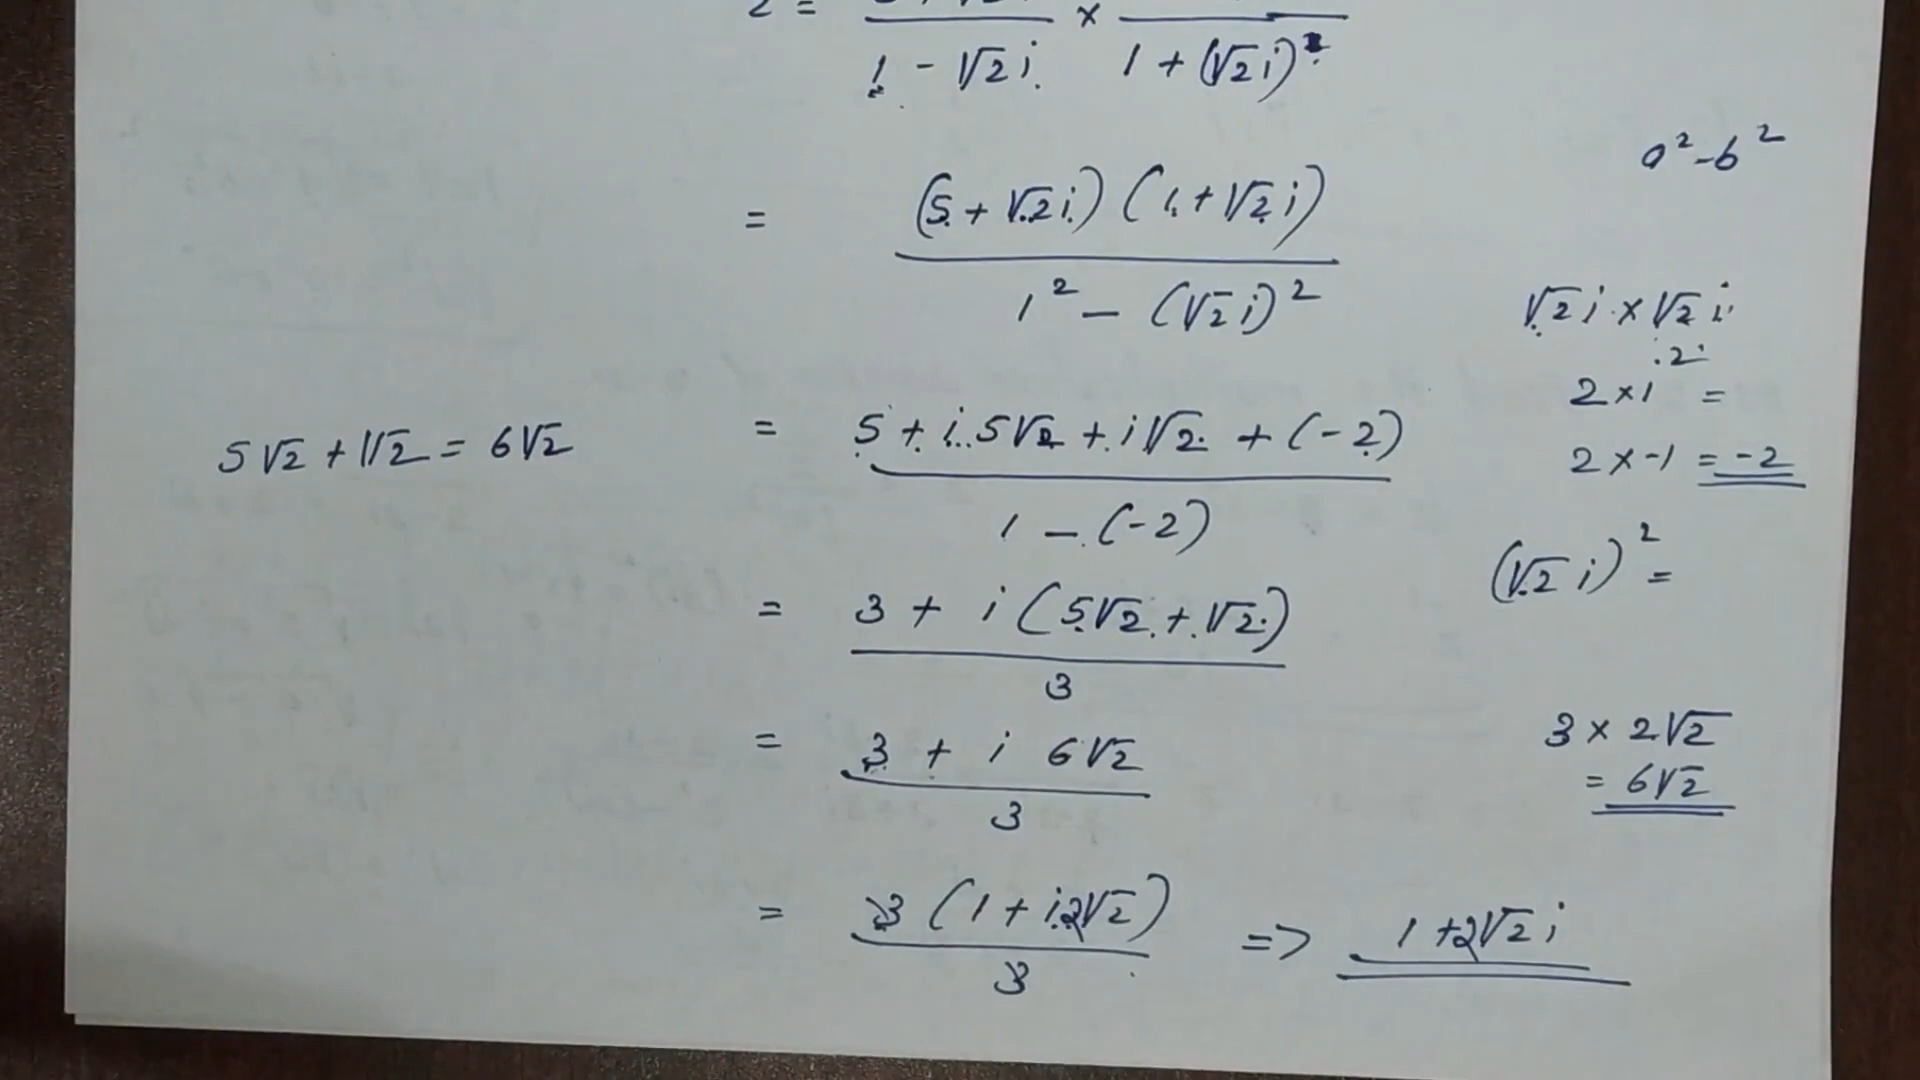 2 =
× 
1 - √2 i 1 + (√2 i)
a² - b²
= (5 + √2 i) (1 + √2 i)
1² - (√2 i)²
√2 i × √2 i
2 × i² =
2 × -1 = -2
5√2 + 1√2 = 6√2
= 5 + i 5√2 + i√2 + (-2)
1 - (-2)
(√2 i)² =
= 3 + i (5√2 + √2)
3
= 3 + i 6√2
3
3 × 2√2
= 6√2
= 3 (1 + i 2√2) => 1 + 2√2 i
3